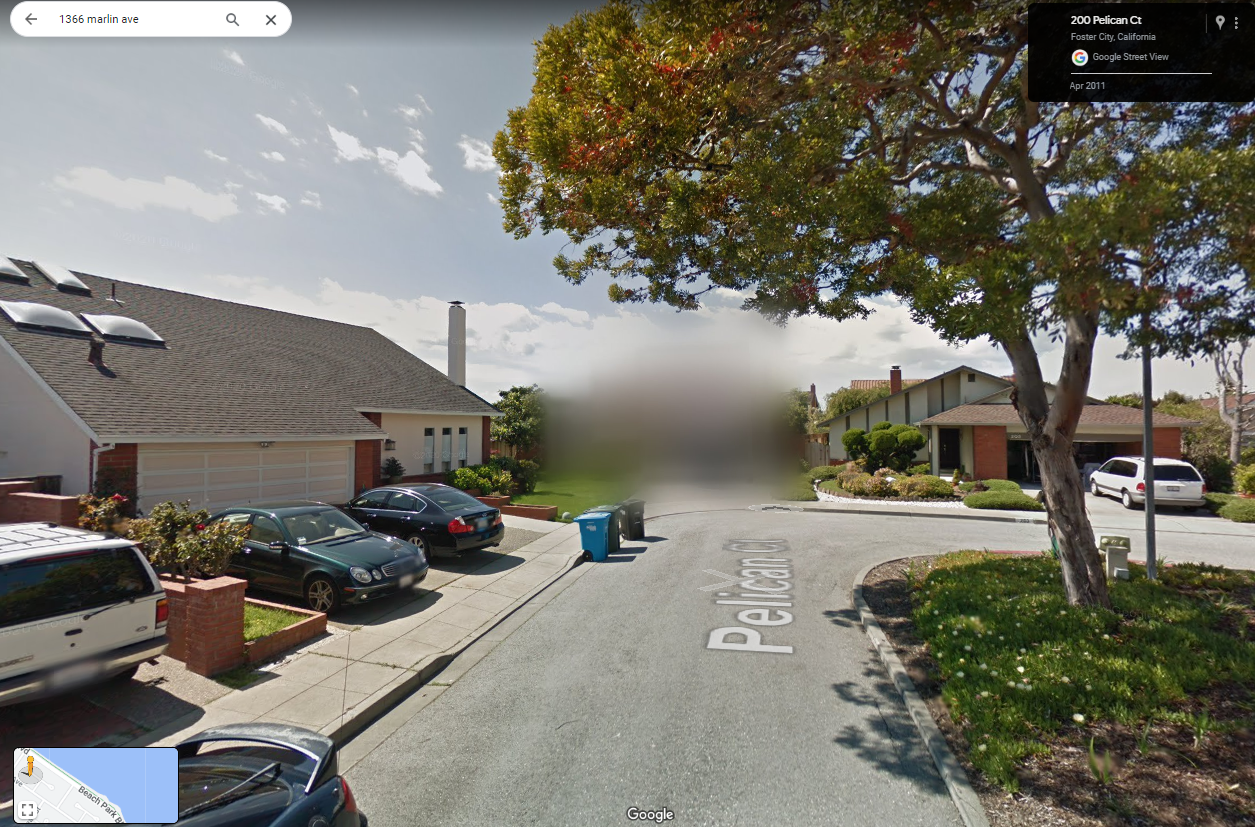 1366 marlin ave
200 Pelican Ct
Foster City, California
Google Street View
Apr 2011
Pelican Ct
Beach Park B
Google